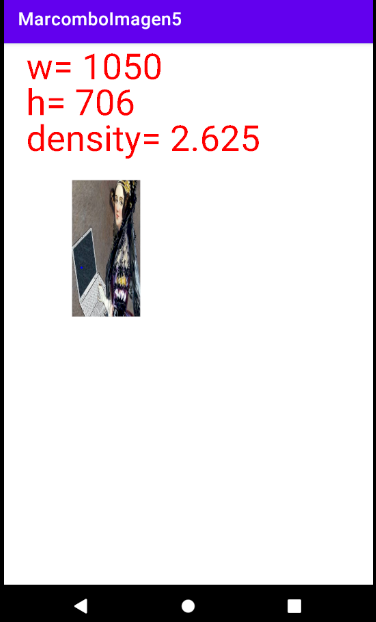 MarcomboImagen5
w= 1050
h= 706
density= 2.625